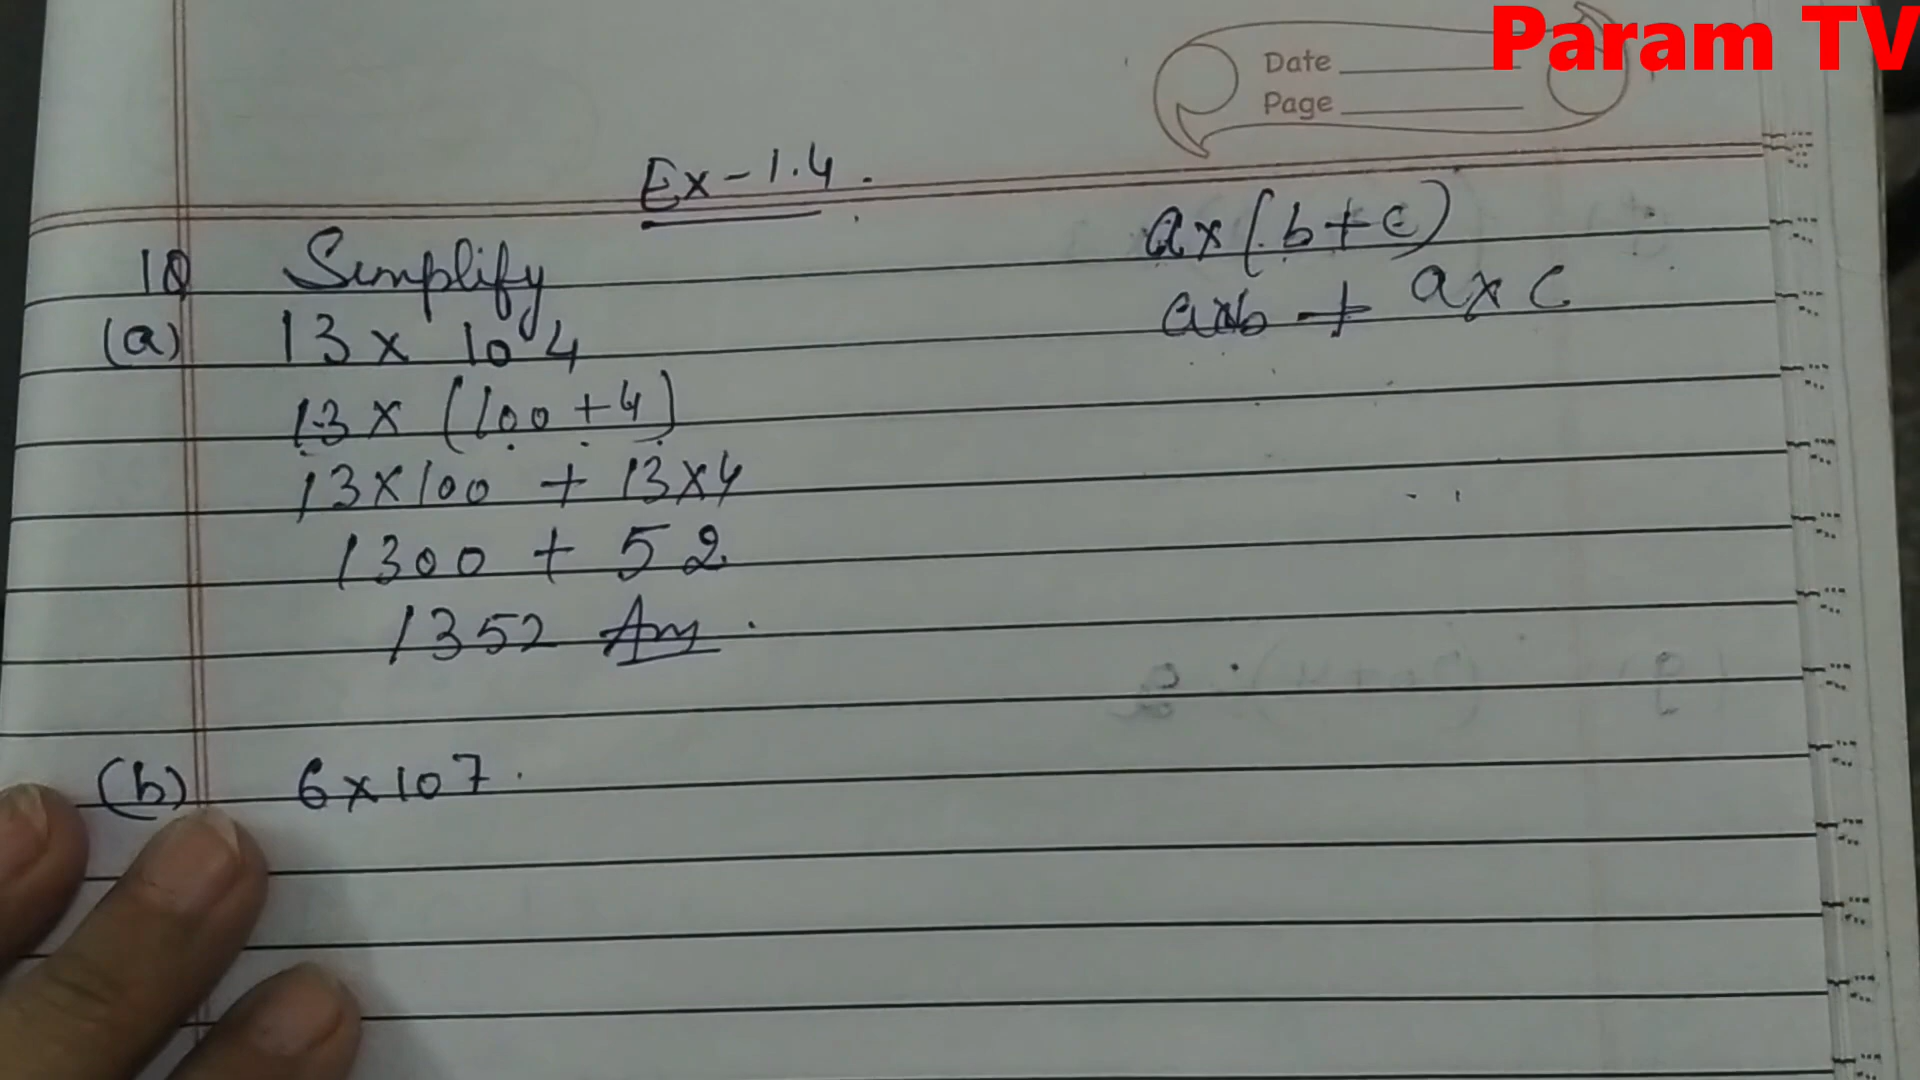 Param TV
Date
Page
Ex-1.4.
a×(b+c)
a×b + a×c
1Q Simplify
(a) 13 × 104
13 × (100+4)
13×100 + 13×4
1300 + 52
1352 Ans.
(b) 6×107.